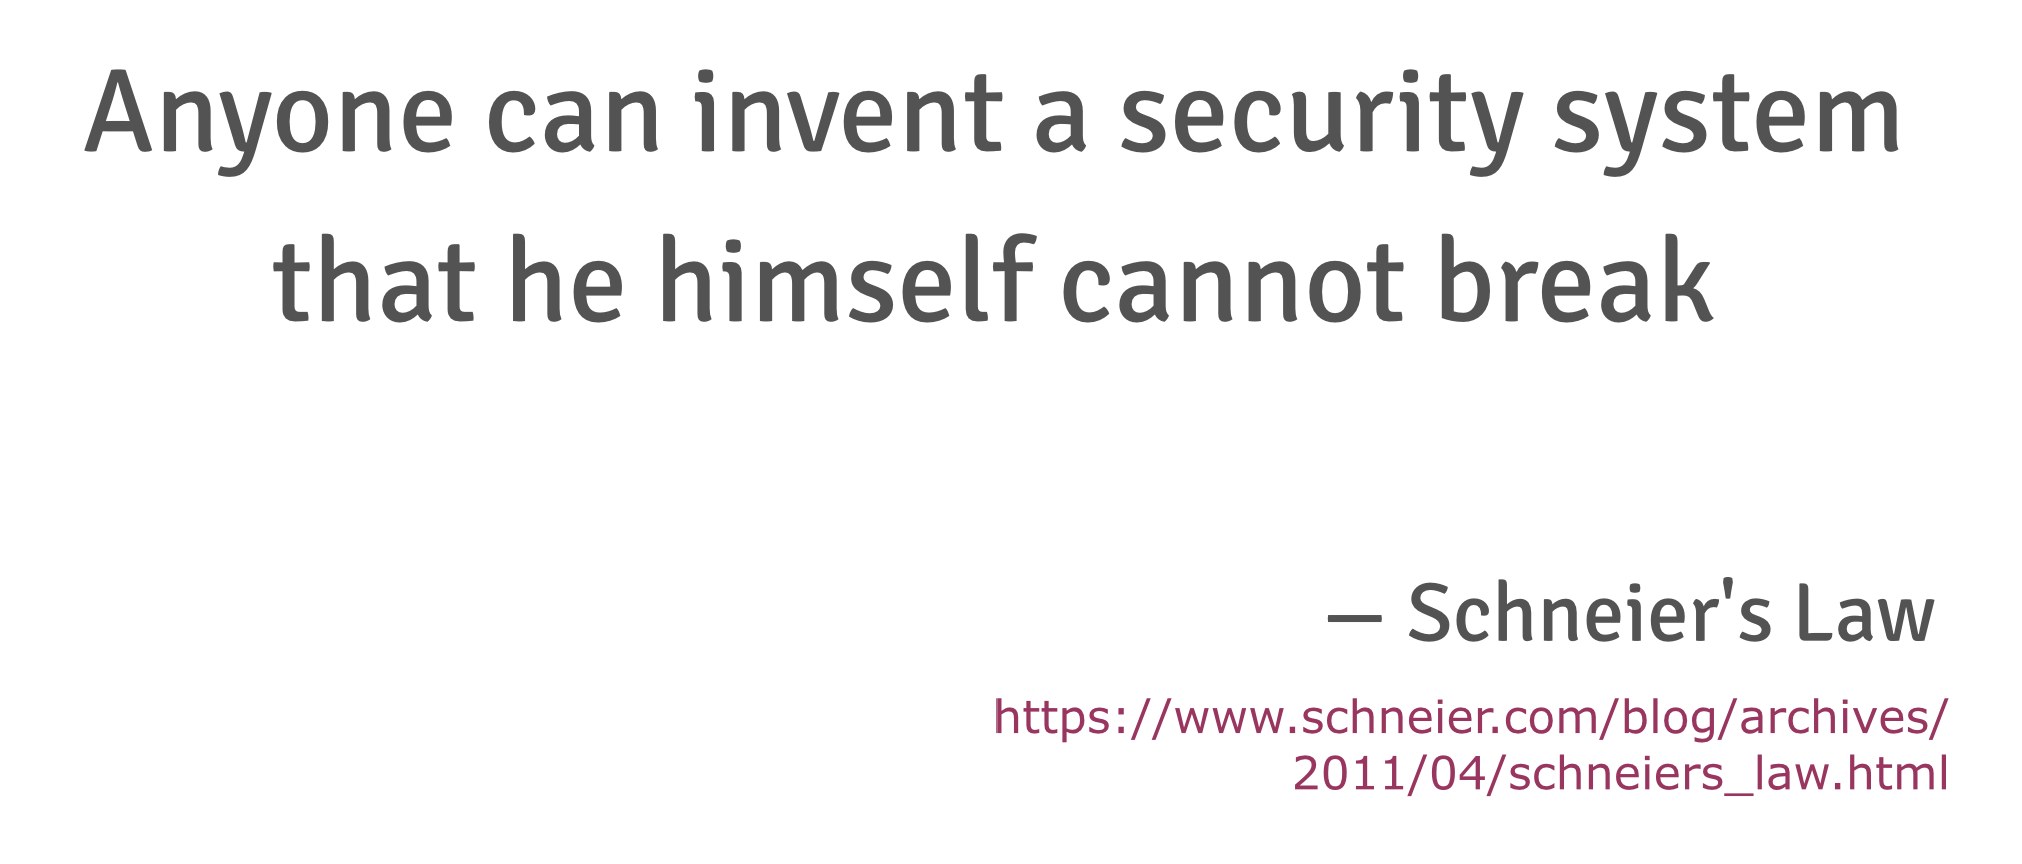 Anyone can invent a security system
that he himself cannot break
— Schneier's Law
https://www.schneier.com/blog/archives/
2011/04/schneiers_law.html